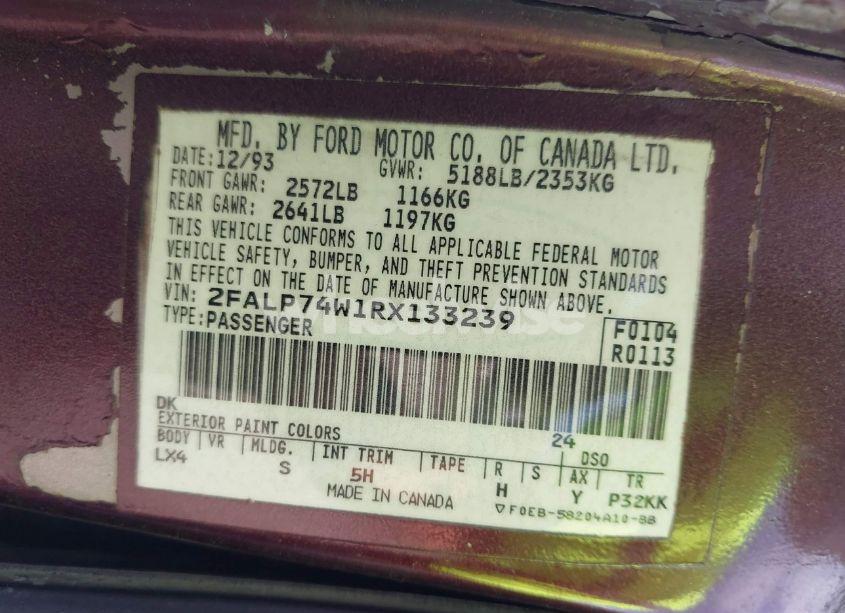 MFD. BY FORD MOTOR CO. OF CANADA LTD.
DATE: 12/93 GVWR: 5188LB/2353KG
FRONT GAWR: 2572LB 1166KG
REAR GAWR: 2641LB 1197KG
THIS VEHICLE CONFORMS TO ALL APPLICABLE FEDERAL MOTOR
VEHICLE SAFETY, BUMPER, AND THEFT PREVENTION STANDARDS
IN EFFECT ON THE DATE OF MANUFACTURE SHOWN ABOVE.
VIN: 2FALP74W1RX133239
TYPE: PASSENGER
F0104
R0113
DK
EXTERIOR PAINT COLORS 24 DSO
BODY VR MLDG. INT TRIM TAPE R S AX TR
LX4 S 5H H Y P32KK
MADE IN CANADA ▽F0EB-58204A10-BB